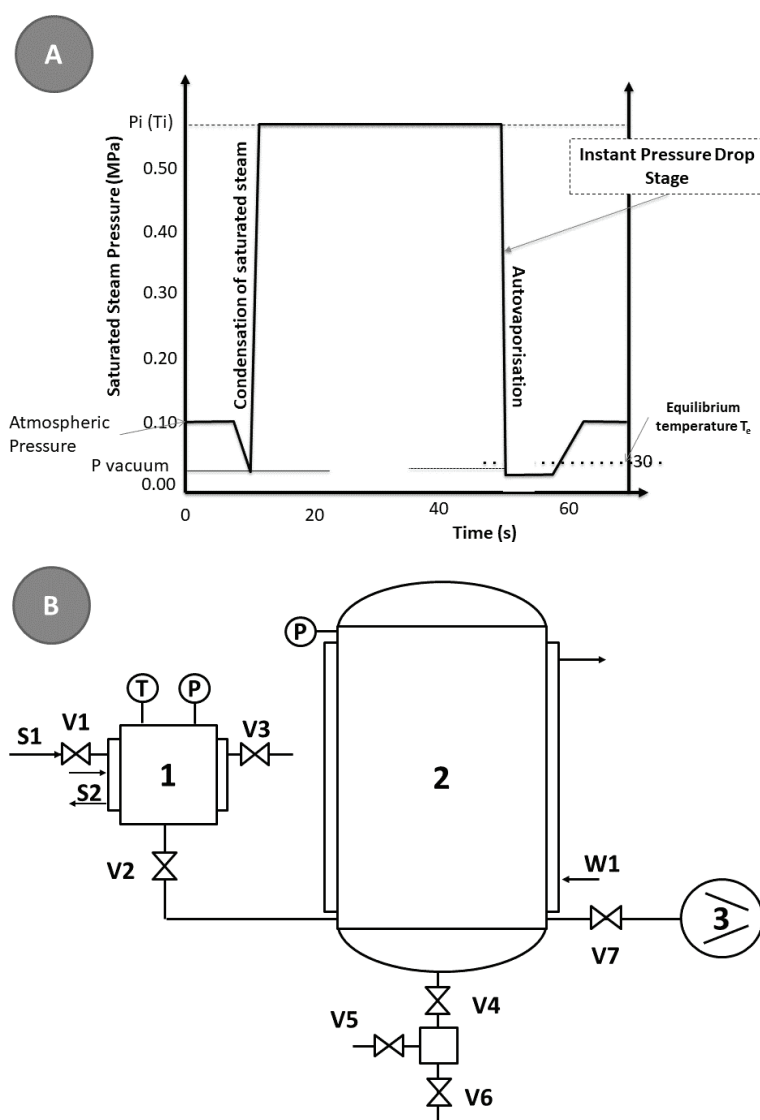 A
Pi (Ti)
Saturated Steam Pressure (MPa)
0.50
0.40
0.30
0.20
0.10
0.00
Atmospheric
Pressure
P vacuum
Condensation of saturated steam
Autovaporisation
Instant Pressure Drop
Stage
Equilibrium
temperature Te
30
0
20
40
60
Time (s)
B
P
T
P
V1
V3
S1
1
S2
V2
2
W1
3
V7
V4
V5
V6